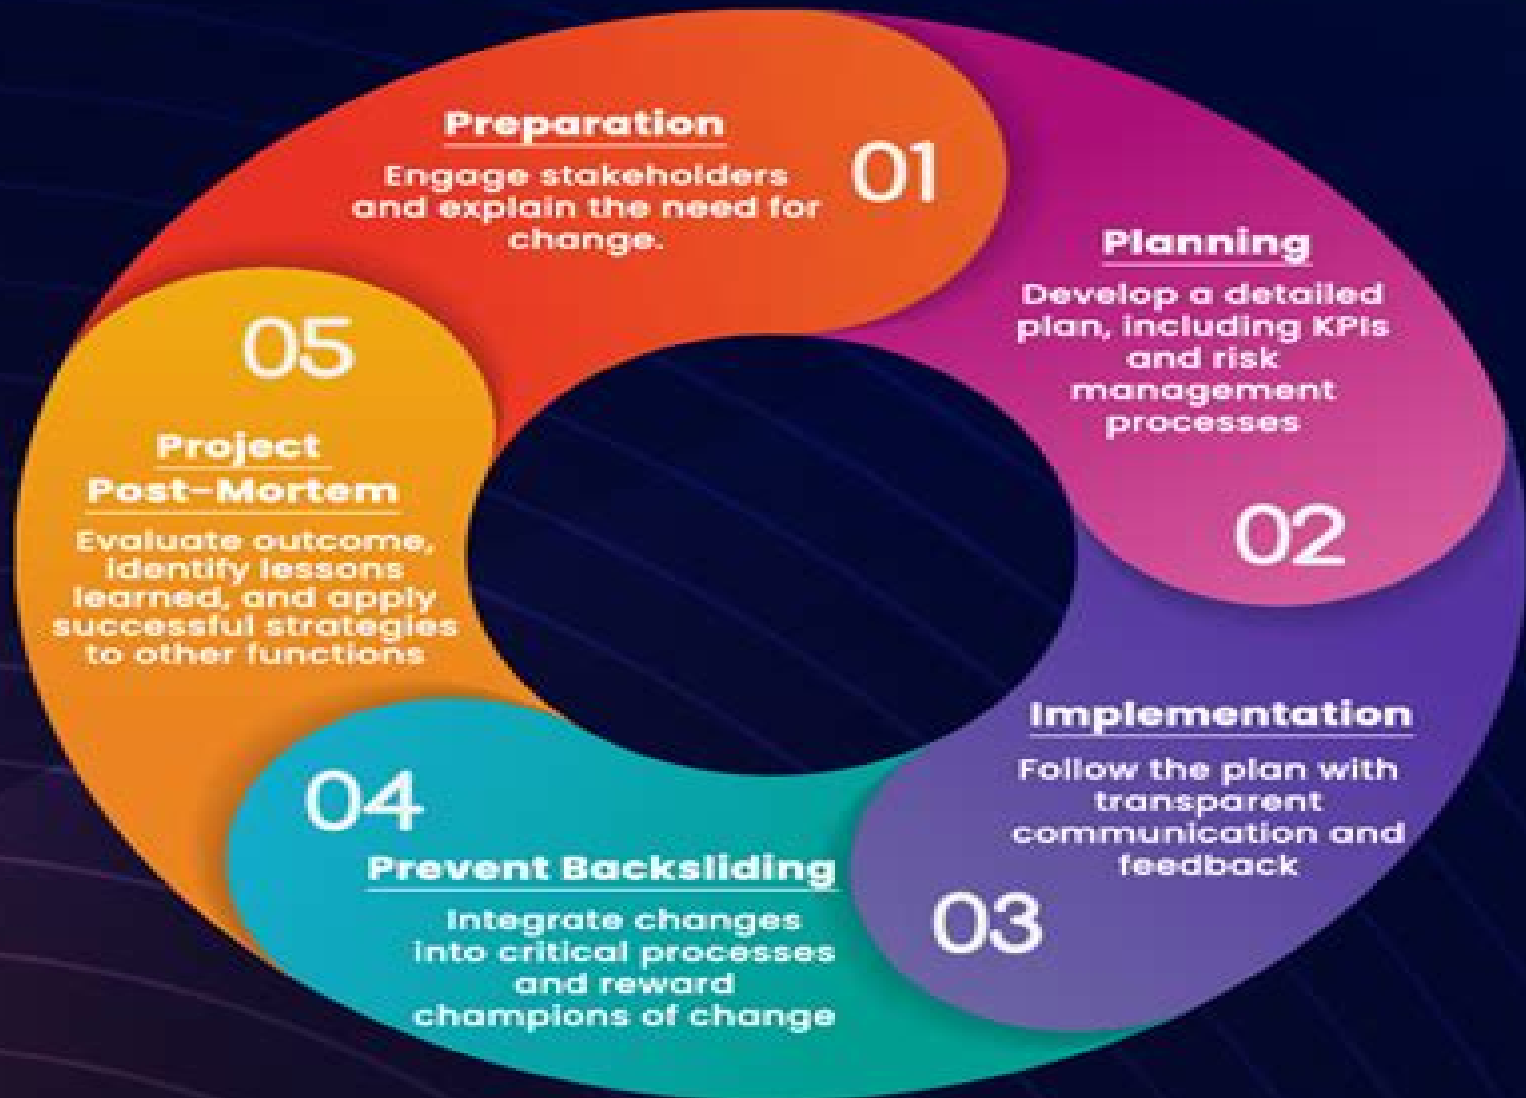 Preparation
Engage stakeholders
and explain the need for
change.
01
Planning
Develop a detailed
plan, including KPIs
and risk
management
processes
02
Implementation
Follow the plan with
transparent
communication and
feedback
03
04
Prevent Backsliding
Integrate changes
into critical processes
and reward
champions of change
05
Project
Post-Mortem
Evaluate outcome,
identify lessons
learned, and apply
successful strategies
to other functions